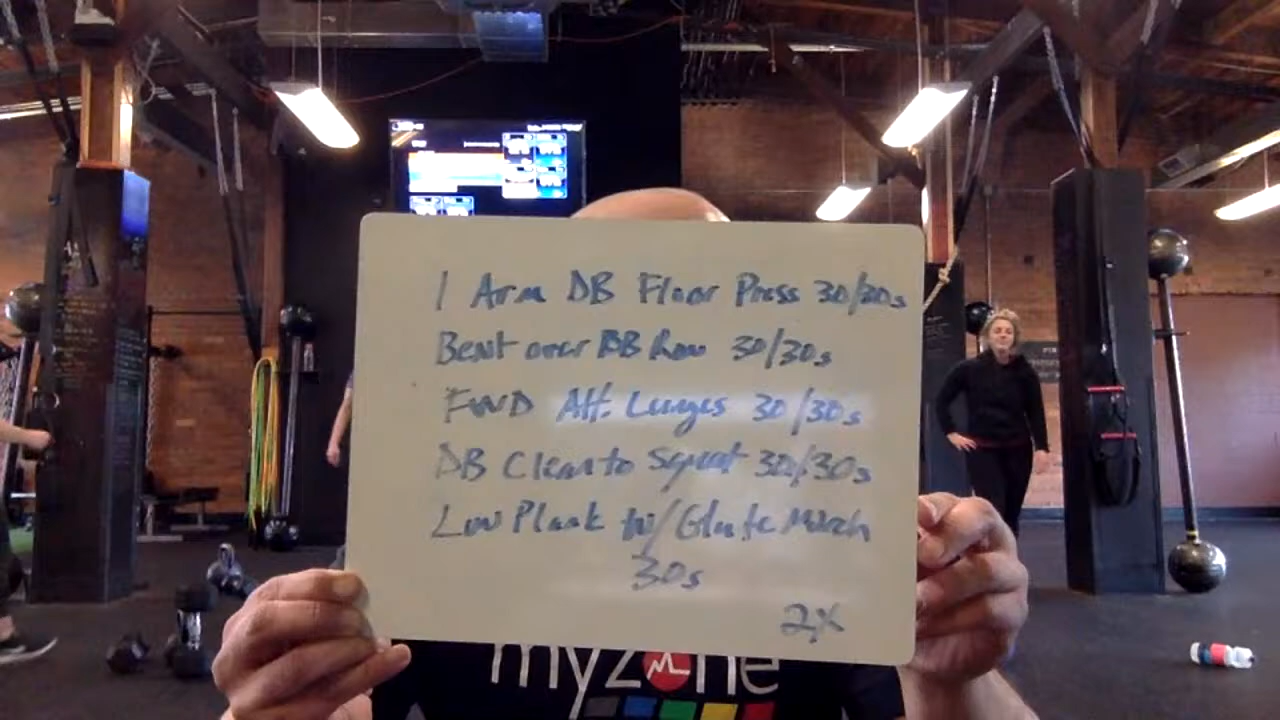 1 Arm DB Floor Press 30/30s
Bent over DB Row 30/30s
FWD Alt. Lunges 30/30s
DB Clean to Squat 30/30s
Low Plank w/Glute March
30s
2x
myzone